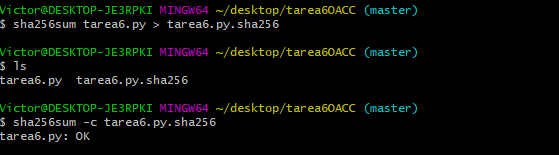 Victor@DESKTOP-JE3RPKI MINGW64 ~/desktop/tarea6OACC (master)
$ sha256sum tarea6.py > tarea6.py.sha256
Victor@DESKTOP-JE3RPKI MINGW64 ~/desktop/tarea6OACC (master)
$ ls
tarea6.py  tarea6.py.sha256
Victor@DESKTOP-JE3RPKI MINGW64 ~/desktop/tarea6OACC (master)
$ sha256sum -c tarea6.py.sha256
tarea6.py: OK